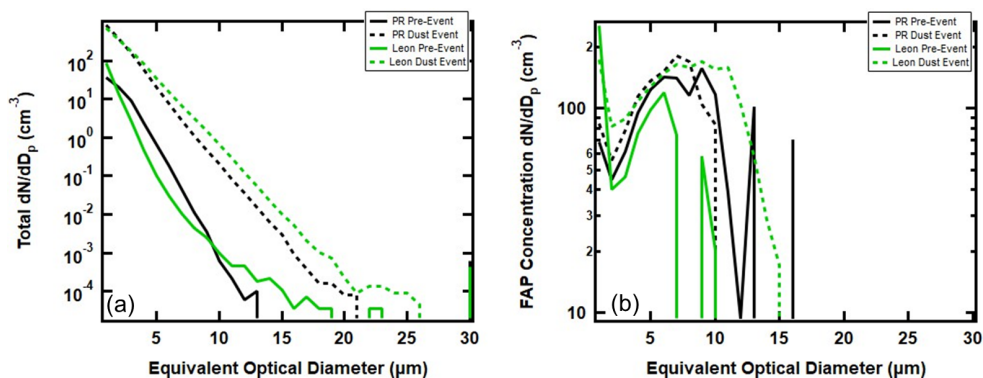 PR Pre-Event
PR Dust Event
Leon Pre-Event
Leon Dust Event
Total dN/dDp (cm-3)
10²
10¹
10⁰
10⁻¹
10⁻²
10⁻³
10⁻⁴
(a)
5 10 15 20 25 30
Equivalent Optical Diameter (μm)
PR Pre-Event
PR Dust Event
Leon Pre-Event
Leon Dust Event
FAP Concentration dN/dDp (cm-3)
2
100
6
4
3
2
10
(b)
5 10 15 20 25 30
Equivalent Optical Diameter (μm)